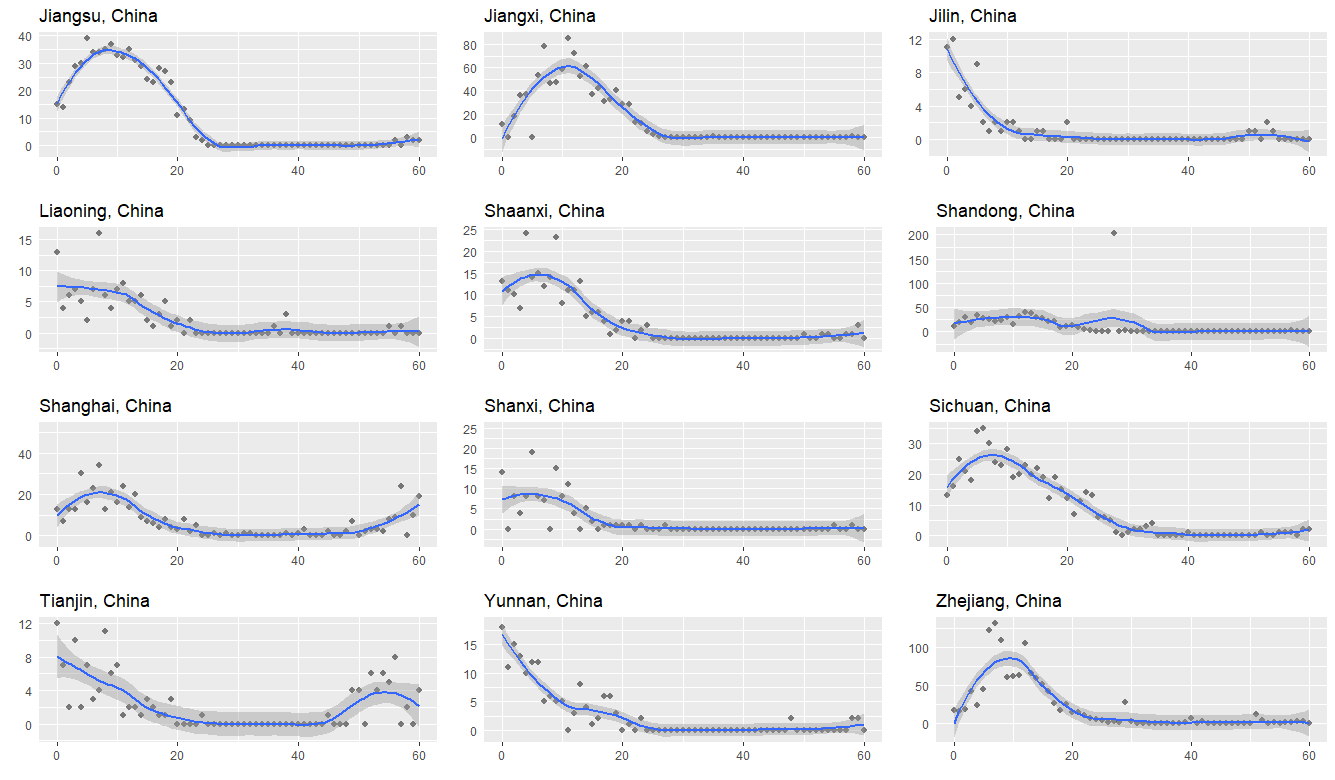 Jiangsu, China
Jiangxi, China
Jilin, China
40
30
20
10
0
0 20 40 60
80
60
40
20
0
0 20 40 60
12
8
4
0
0 20 40 60
Liaoning, China
Shaanxi, China
Shandong, China
15
10
5
0
0 20 40 60
25
20
15
10
5
0
0 20 40 60
200
150
100
50
0
0 20 40 60
Shanghai, China
Shanxi, China
Sichuan, China
40
20
0
0 20 40 60
25
20
15
10
5
0
0 20 40 60
30
20
10
0
0 20 40 60
Tianjin, China
Yunnan, China
Zhejiang, China
12
8
4
0
0 20 40 60
15
10
5
0
0 20 40 60
100
50
0
0 20 40 60